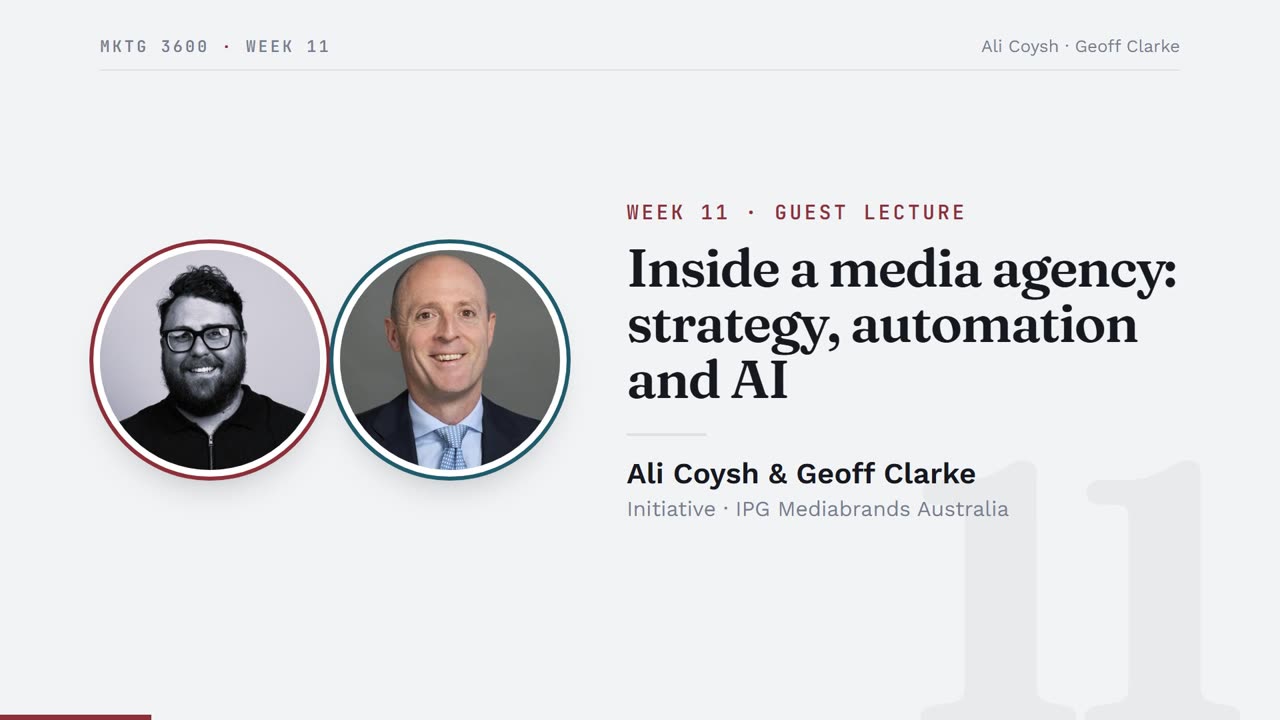 MKTG 3600 · WEEK 11
Ali Coysh · Geoff Clarke
WEEK 11 · GUEST LECTURE
Inside a media agency:
strategy, automation
and AI
Ali Coysh & Geoff Clarke
Initiative · IPG Mediabrands Australia
11